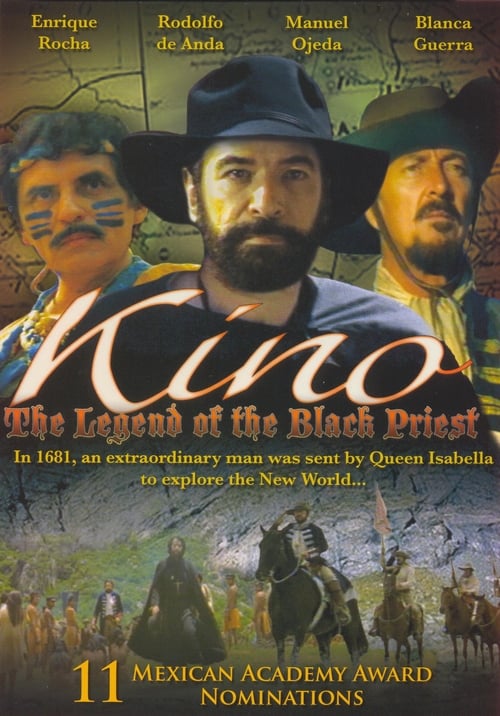 Enrique Rocha
Rodolfo de Anda
Manuel Ojeda
Blanca Guerra
Kino
The Legend of the Black Priest
In 1681, an extraordinary man was sent by Queen Isabella
to explore the New World...
11 MEXICAN ACADEMY AWARD
NOMINATIONS